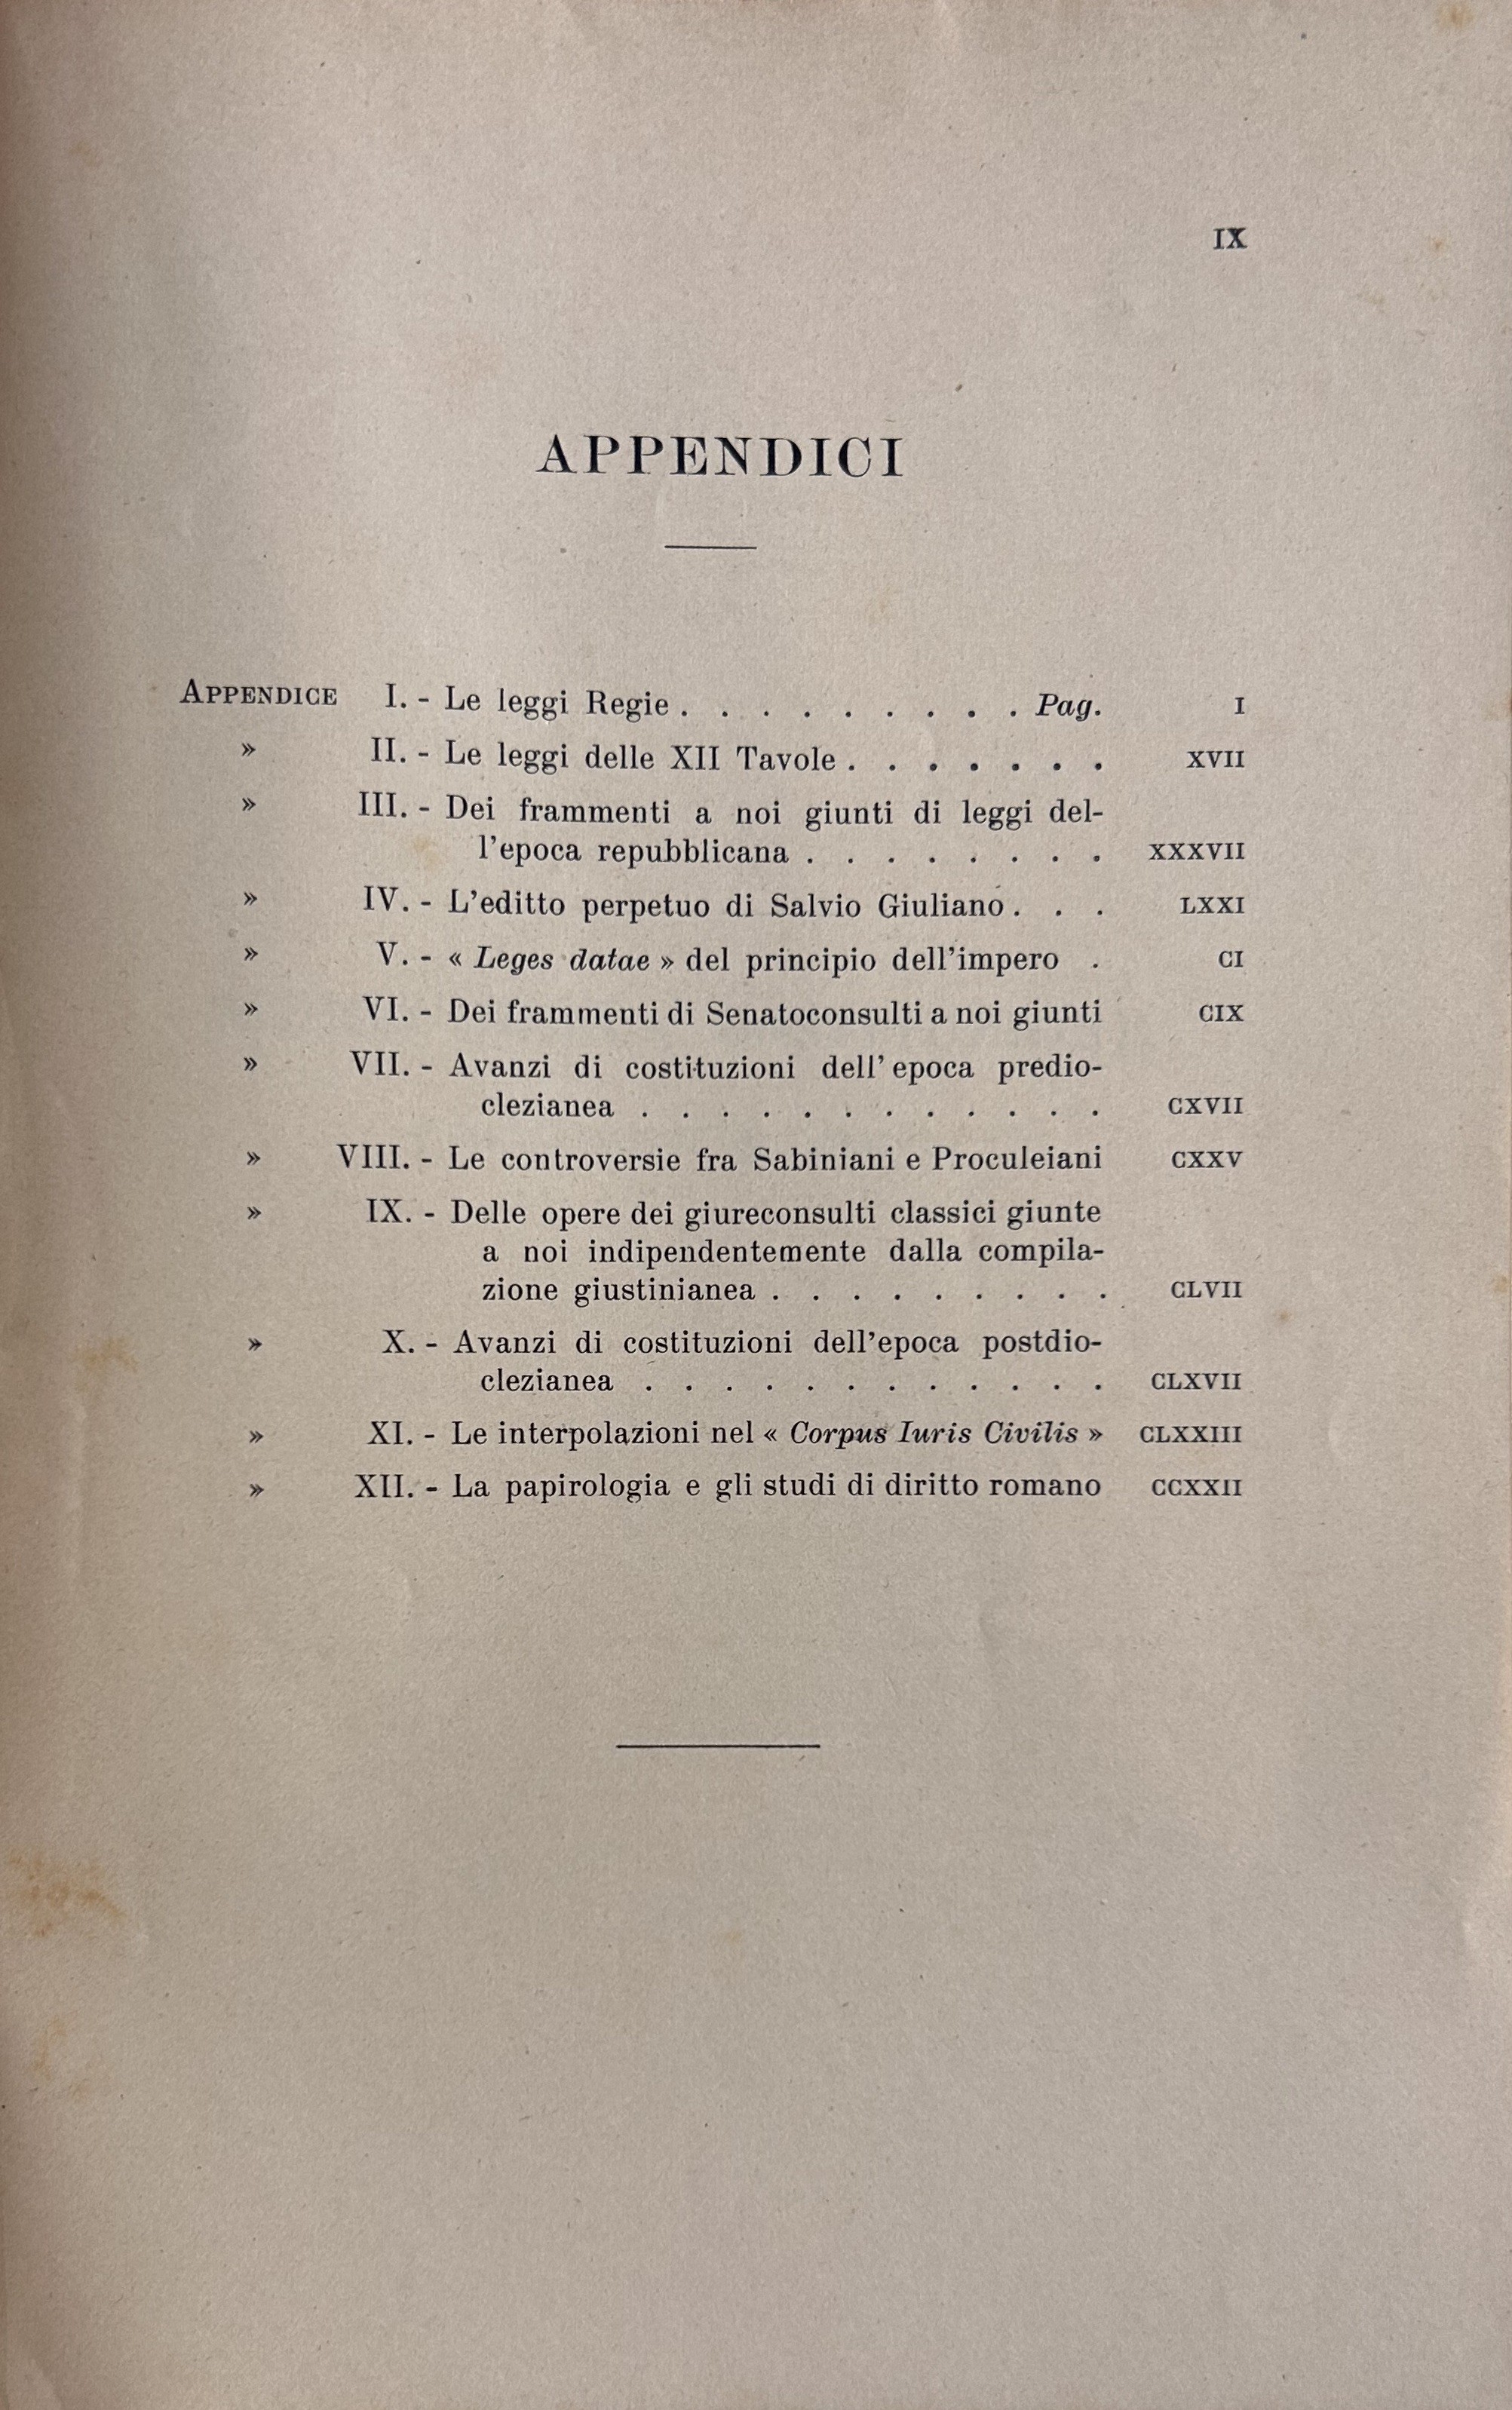 IX
APPENDICI
APPENDICE I. - Le leggi Regie . . . . . . . . . Pag. I
» II. - Le leggi delle XII Tavole . . . . . . . XVII
» III. - Dei frammenti a noi giunti di leggi del-
l'epoca repubblicana . . . . . . . . XXXVII
» IV. - L'editto perpetuo di Salvio Giuliano . . . LXXI
» V. - « Leges datae » del principio dell'impero . CI
» VI. - Dei frammenti di Senatoconsulti a noi giunti CIX
» VII. - Avanzi di costituzioni dell' epoca predio-
clezianea . . . . . . . . . . . . CXVII
» VIII. - Le controversie fra Sabiniani e Proculeiani CXXV
» IX. - Delle opere dei giureconsulti classici giunte
a noi indipendentemente dalla compila-
zione giustinianea . . . . . . . . . CLVII
» X. - Avanzi di costituzioni dell'epoca postdio-
clezianea . . . . . . . . . . . . CLXVII
» XI. - Le interpolazioni nel « Corpus Iuris Civilis » CLXXIII
» XII. - La papirologia e gli studi di diritto romano CCXXII